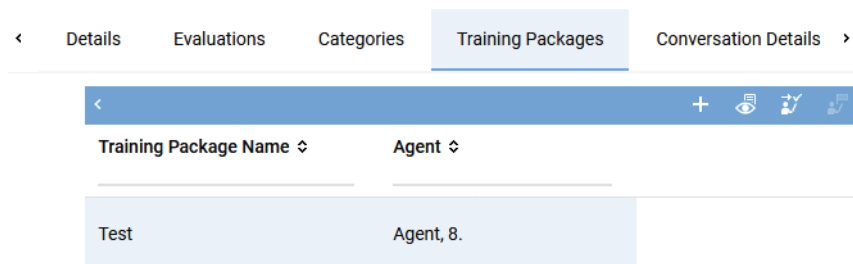 Details Evaluations Categories Training Packages Conversation Details
Training Package Name Agent
Test Agent, 8.